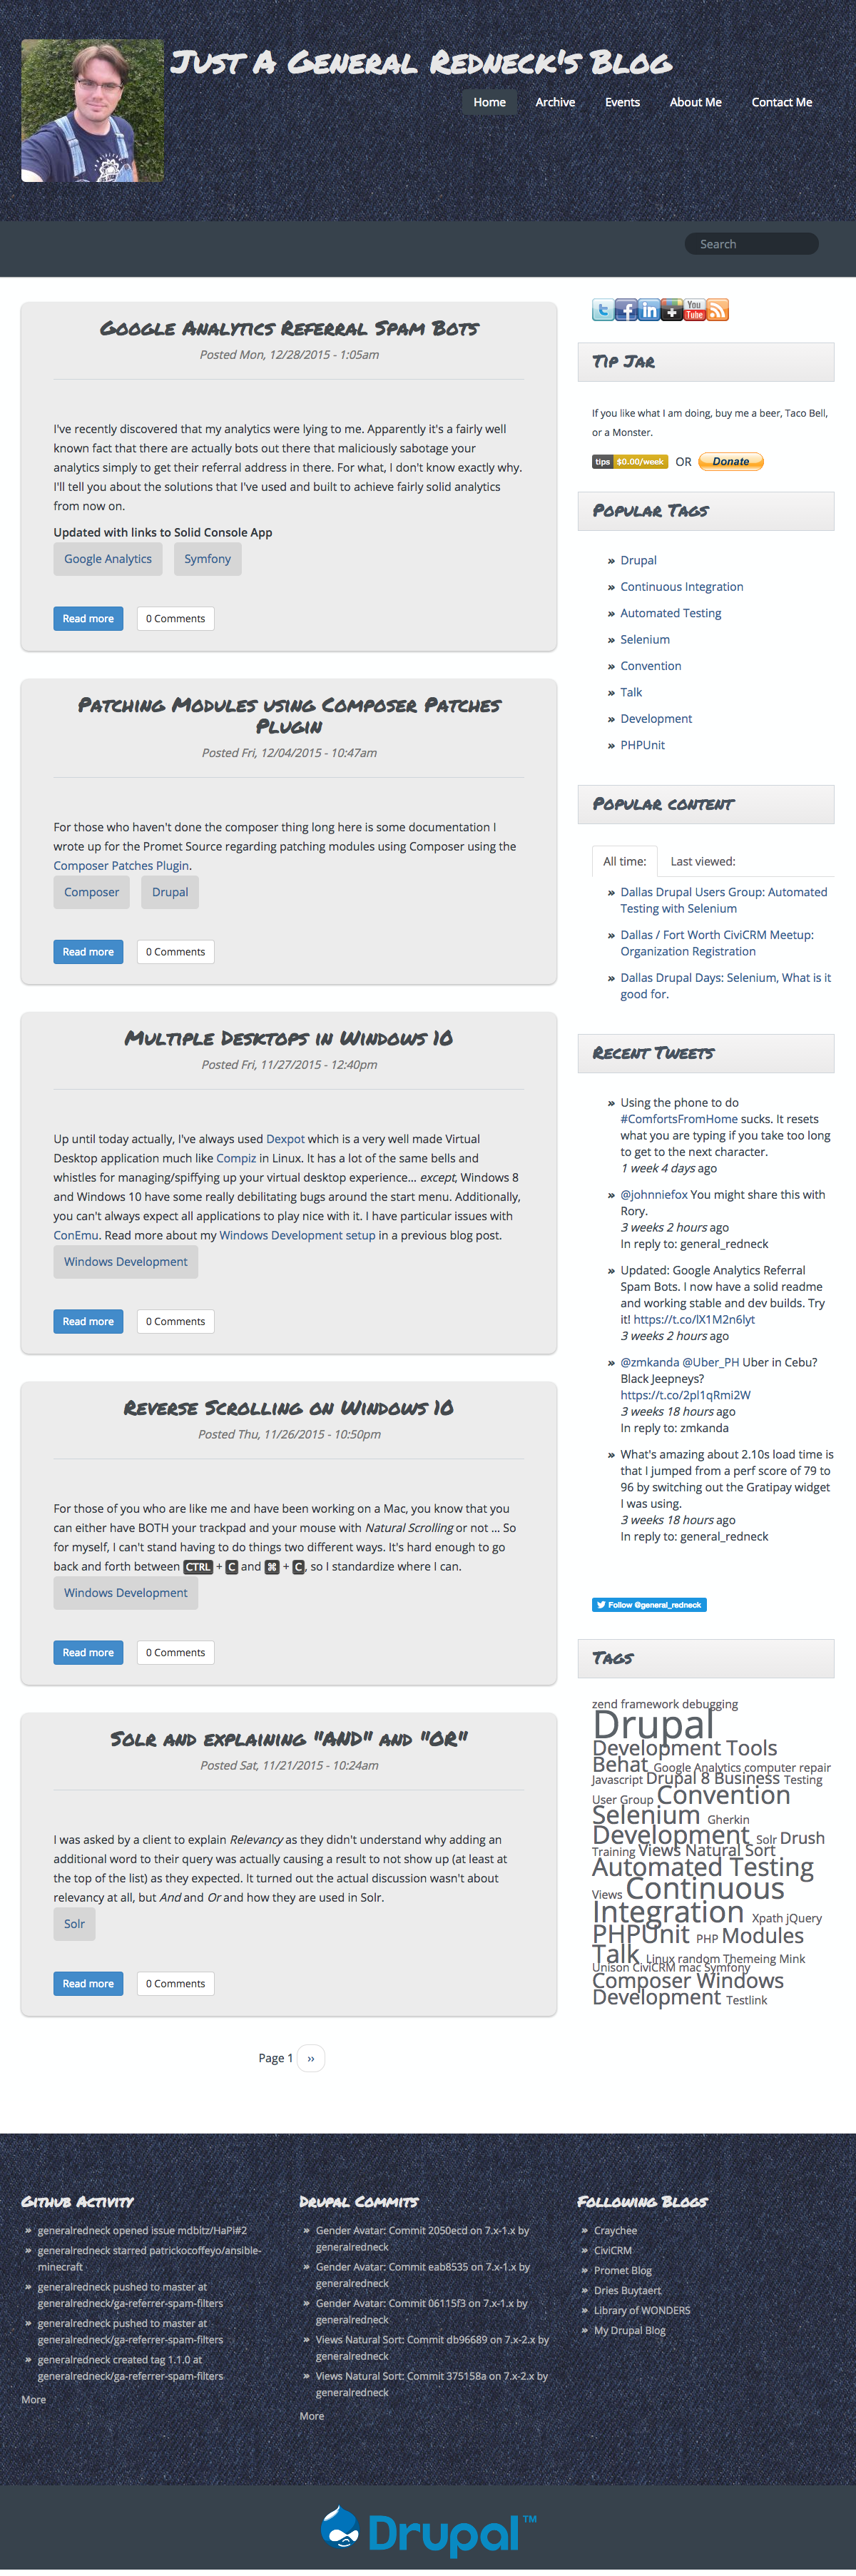 Just A General Redneck's Blog
Home
Archive
Events
About Me
Contact Me
Search
Google Analytics Referral Spam Bots
Posted Mon, 12/28/2015 - 1:05am
I've recently discovered that my analytics were lying to me. Apparently it's a fairly well
known fact that there are actually bots out there that maliciously sabotage your
analytics simply to get their referral address in there. For what, I don't know exactly why.
I'll tell you about the solutions that I've used and built to achieve fairly solid analytics
from now on.
Updated with links to Solid Console App
Google Analytics
Symfony
Read more
0 Comments
Patching Modules using Composer Patches
Plugin
Posted Fri, 12/04/2015 - 10:47am
For those who haven't done the composer thing long here is some documentation I
wrote up for the Promet Source regarding patching modules using Composer using the
Composer Patches Plugin.
Composer
Drupal
Read more
0 Comments
Multiple Desktops in Windows 10
Posted Fri, 11/27/2015 - 12:40pm
Up until today actually, I've always used Dexpot which is a very well made Virtual
Desktop application much like Compiz in Linux. It has a lot of the same bells and
whistles for managing/spiffying up your virtual desktop experience... except, Windows 8
and Windows 10 have some really debilitating bugs around the start menu. Additionally,
you can't always expect all applications to play nice with it. I have particular issues with
ConEmu. Read more about my Windows Development setup in a previous blog post.
Windows Development
Read more
0 Comments
Reverse Scrolling on Windows 10
Posted Thu, 11/26/2015 - 10:50pm
For those of you who are like me and have been working on a Mac, you know that you
can either have BOTH your trackpad and your mouse with Natural Scrolling or not ... So
for myself, I can't stand having to do things two different ways. It's hard enough to go
back and forth between CTRL + C and ⌘ + C, so I standardize where I can.
Windows Development
Read more
0 Comments
Solr and explaining "AND" and "OR"
Posted Sat, 11/21/2015 - 10:24am
I was asked by a client to explain Relevancy as they didn't understand why adding an
additional word to their query was actually causing a result to not show up (at least at
the top of the list) as they expected. It turned out the actual discussion wasn't about
relevancy at all, but And and Or and how they are used in Solr.
Solr
Read more
0 Comments
Page 1 ››
You Tube
Tip Jar
If you like what I am doing, buy me a beer, Taco Bell,
or a Monster.
tips $0.00/week OR Donate
Popular Tags
» Drupal
» Continuous Integration
» Automated Testing
» Selenium
» Convention
» Talk
» Development
» PHPUnit
Popular content
All time:
Last viewed:
» Dallas Drupal Users Group: Automated
Testing with Selenium
» Dallas / Fort Worth CiviCRM Meetup:
Organization Registration
» Dallas Drupal Days: Selenium, What is it
good for.
Recent Tweets
» Using the phone to do
#ComfortsFromHome sucks. It resets
what you are typing if you take too long
to get to the next character.
1 week 4 days ago
» @johnniefox You might share this with
Rory.
3 weeks 2 hours ago
In reply to: general_redneck
» Updated: Google Analytics Referral
Spam Bots. I now have a solid readme
and working stable and dev builds. Try
it! https://t.co/lX1M2n6lyt
3 weeks 2 hours ago
» @zmkanda @Uber_PH Uber in Cebu?
Black Jeepneys?
https://t.co/2pl1qRmi2W
3 weeks 18 hours ago
In reply to: zmkanda
» What's amazing about 2.10s load time is
that I jumped from a perf score of 79 to
96 by switching out the Gratipay widget
I was using.
3 weeks 18 hours ago
In reply to: general_redneck
Follow @general_redneck
Tags
zend framework debugging
Drupal
Development Tools
Behat Google Analytics computer repair
Javascript Drupal 8 Business Testing
User Group Convention
Selenium Gherkin
Development Solr Drush
Training Views Natural Sort
Automated Testing
Views Continuous
Integration Xpath jQuery
PHPUnit PHP Modules
Talk Linux random Themeing Mink
Unison CiviCRM mac Symfony
Composer Windows
Development Testlink
Github Activity
» generalredneck opened issue mdbitz/HaPi#2
» generalredneck starred patrickocoffeyo/ansible-
minecraft
» generalredneck pushed to master at
generalredneck/ga-referrer-spam-filters
» generalredneck pushed to master at
generalredneck/ga-referrer-spam-filters
» generalredneck created tag 1.1.0 at
generalredneck/ga-referrer-spam-filters
More
Drupal Commits
» Gender Avatar: Commit 2050ecd on 7.x-1.x by
generalredneck
» Gender Avatar: Commit eab8535 on 7.x-1.x by
generalredneck
» Gender Avatar: Commit 06115f3 on 7.x-1.x by
generalredneck
» Views Natural Sort: Commit db96689 on 7.x-2.x by
generalredneck
» Views Natural Sort: Commit 375158a on 7.x-2.x by
generalredneck
More
Following Blogs
» Craychee
» CiviCRM
» Promet Blog
» Dries Buytaert
» Library of WONDERS
» My Drupal Blog
Drupal™